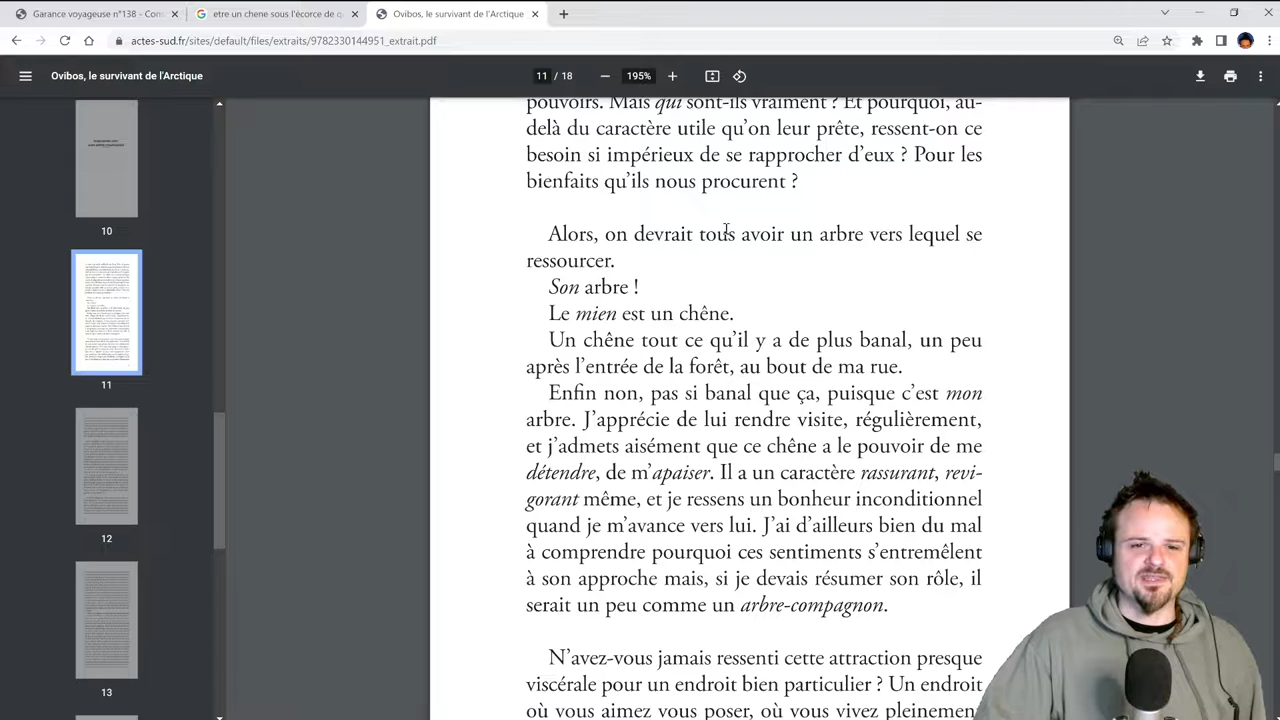 Garance voyageuse n°138 - Con
etre un chene sous l'écorce de q
Ovibos, le survivant de l'Arctique
actes-sud.fr/sites/default/files/extraits/9782330144951_extrait.pdf
Ovibos, le survivant de l'Arctique
11 / 18
195%
10
11
12
13
pouvoirs. Mais qui sont-ils vraiment ? Et pourquoi, au-
delà du caractère utile qu'on leur prête, ressent-on ce
besoin si impérieux de se rapprocher d'eux ? Pour les
bienfaits qu'ils nous procurent ?
Alors, on devrait tous avoir un arbre vers lequel se
ressourcer.
Son arbre !
Le mien est un chêne.
Un chêne tout ce qu'il y a de plus banal, un peu
après l'entrée de la forêt, au bout de ma rue.
Enfin non, pas si banal que ça, puisque c'est mon
arbre. J'apprécie de lui rendre visite, régulièrement,
et j'admets aisément que ce chêne a le pouvoir de me
détendre, de m'apaiser. Il a un caractère rassurant, revi-
gorant même, et je ressens un bonheur inconditionnel
quand je m'avance vers lui. J'ai d'ailleurs bien du mal
à comprendre pourquoi ces sentiments s'entremêlent
à son approche mais, si je devais résumer son rôle, il
serait un peu comme un arbre-compagnon.
N'avez-vous jamais ressenti cette attraction presque
viscérale pour un endroit bien particulier ? Un endroit
où vous aimez vous poser, où vous vivez pleinemen